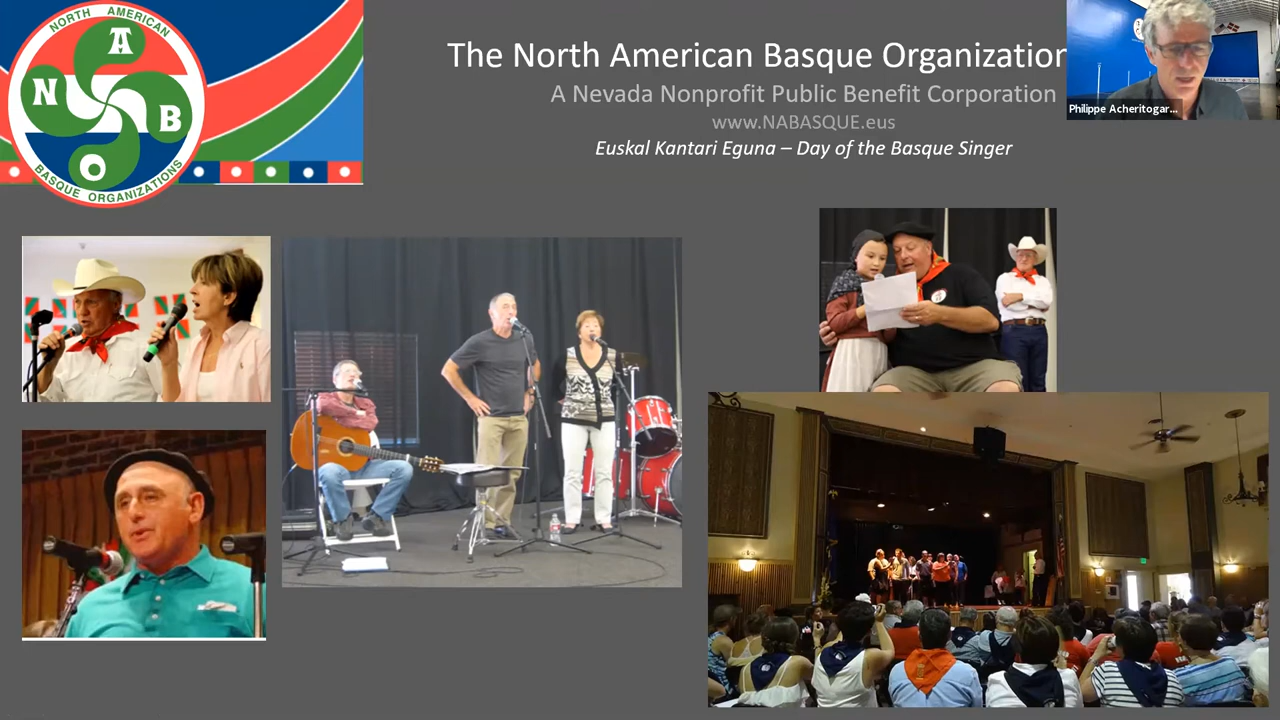 NORTH AMERICAN
N A B O
BASQUE ORGANIZATIONS
The North American Basque Organization
A Nevada Nonprofit Public Benefit Corporation
www.NABASQUE.eus
Euskal Kantari Eguna – Day of the Basque Singer
Philippe Acheritogar...